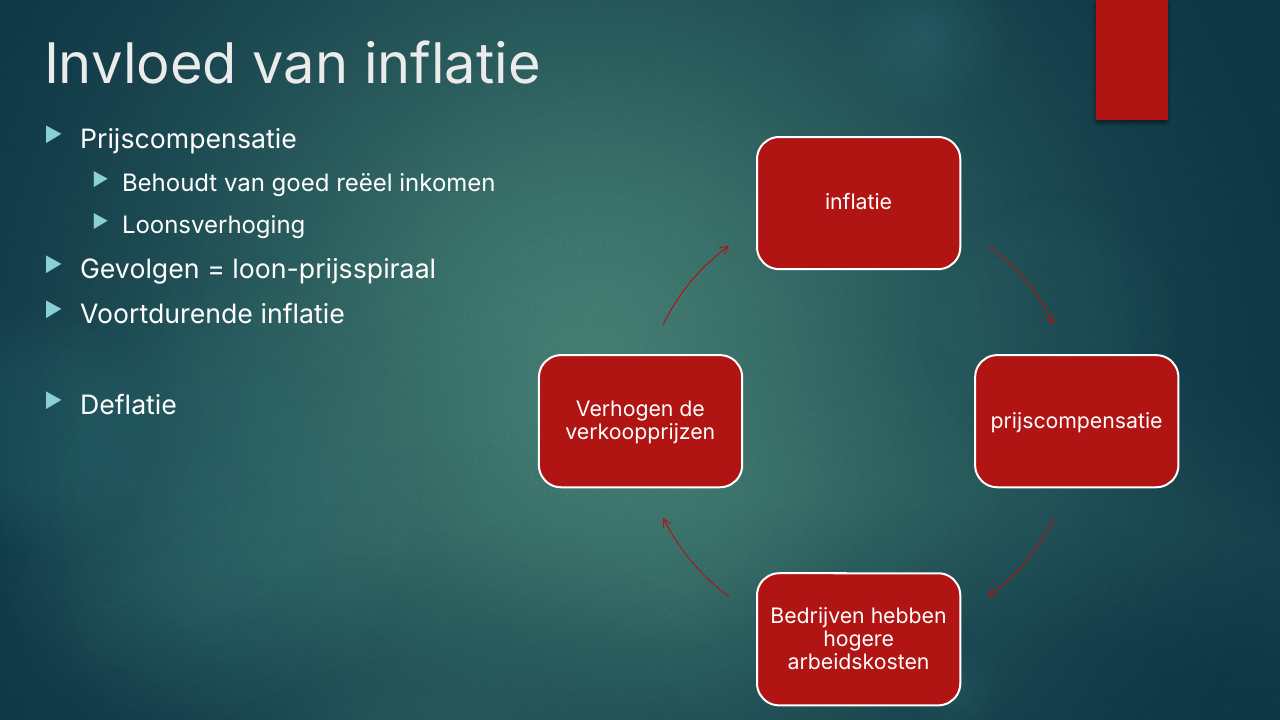 Invloed van inflatie
Prijscompensatie
Behoudt van goed reëel inkomen
Loonsverhoging
Gevolgen = loon-prijsspiraal
Voortdurende inflatie
Deflatie
inflatie
prijscompensatie
Bedrijven hebben
hogere
arbeidskosten
Verhogen de
verkoopprijzen